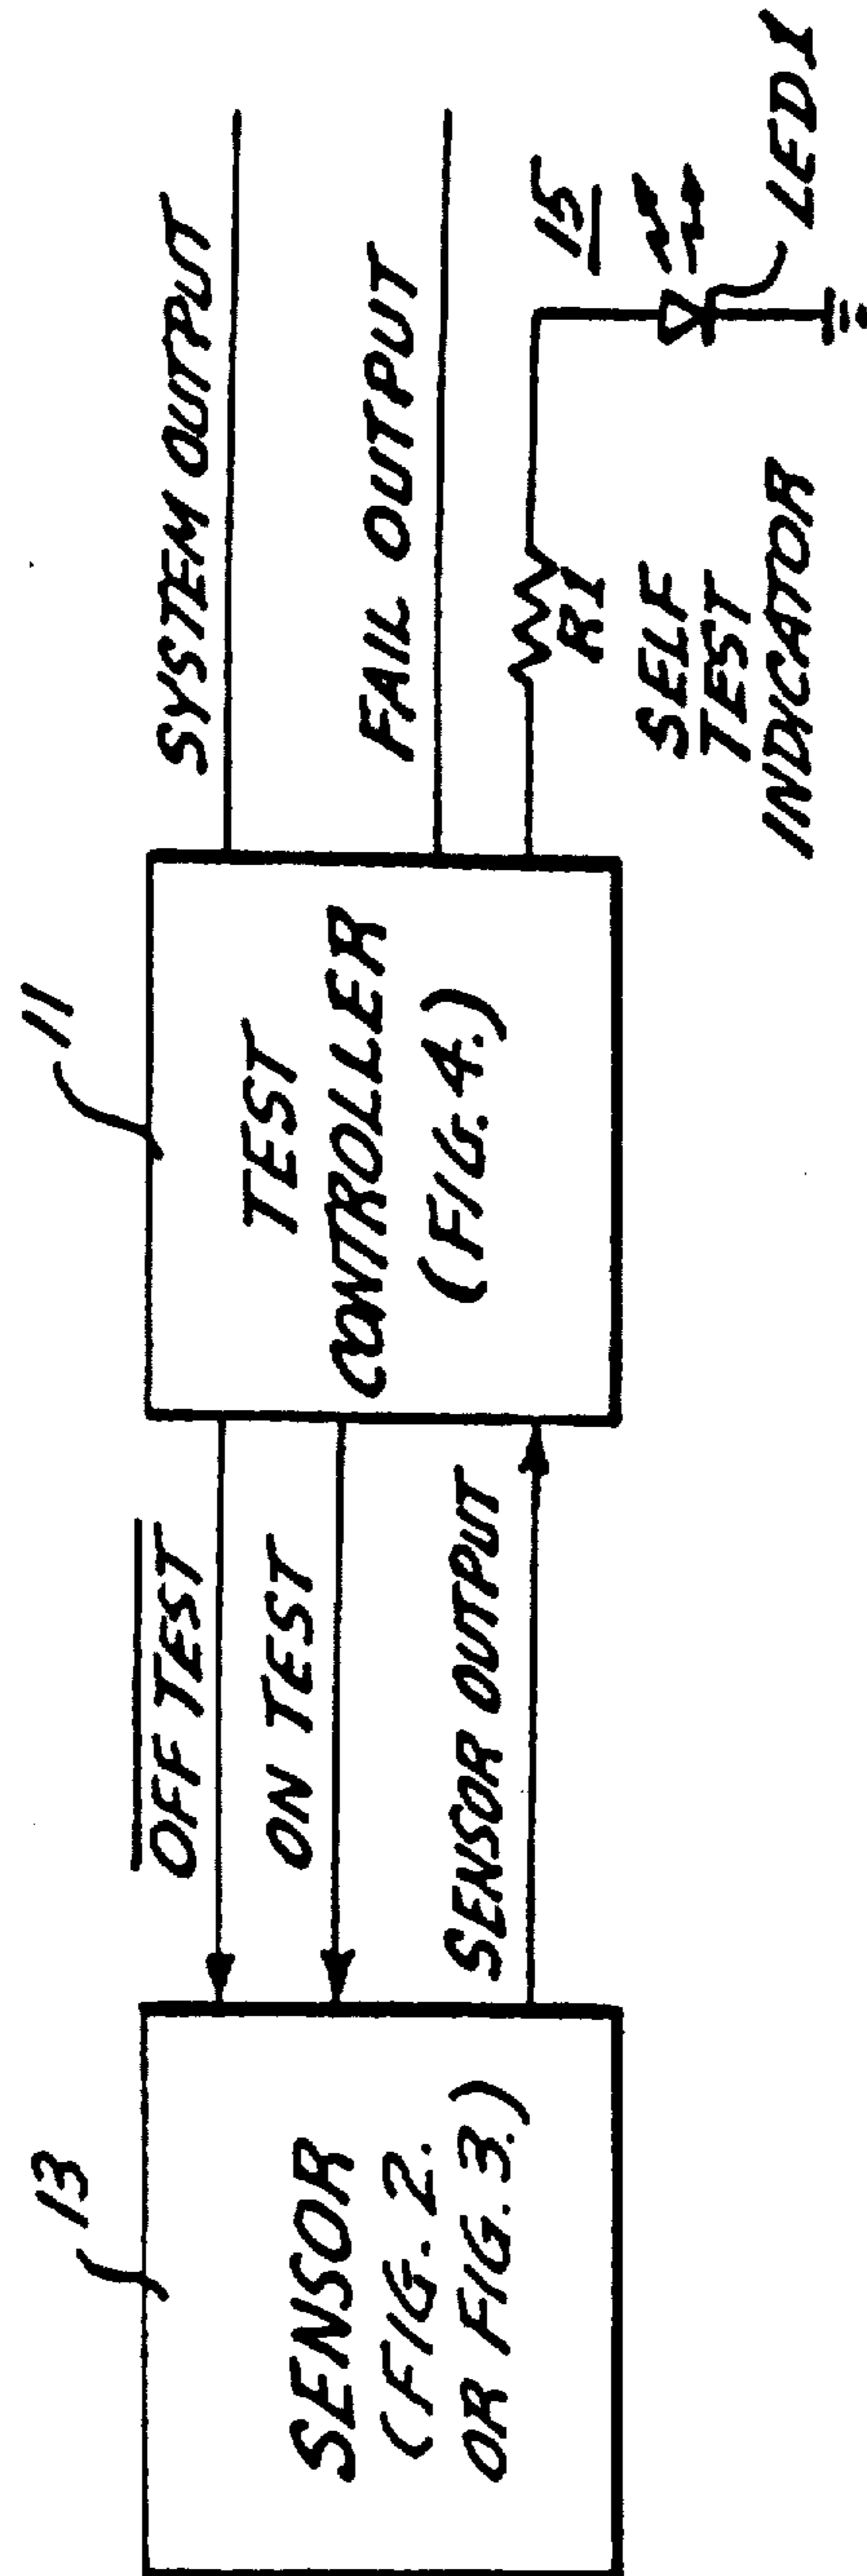 13
SENSOR
(FIG. 2.
OR FIG. 3.)
OFF TEST
ON TEST
SENSOR OUTPUT
11
TEST
CONTROLLER
(FIG. 4.)
SYSTEM OUTPUT
FAIL OUTPUT
R1
15
SELF
TEST
INDICATOR
LED1